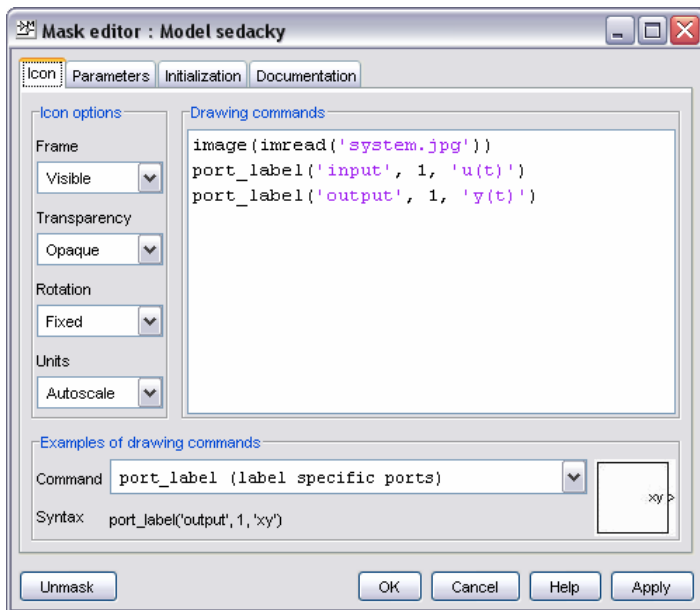 Mask editor : Model sedacky
Icon Parameters Initialization Documentation
Icon options
Frame
Visible
Transparency
Opaque
Rotation
Fixed
Units
Autoscale
Drawing commands
image(imread('system.jpg'))
port_label('input', 1, 'u(t)')
port_label('output', 1, 'y(t)')
Examples of drawing commands
Command port_label (label specific ports)
Syntax port_label('output', 1, 'xy')
xy >
Unmask OK Cancel Help Apply